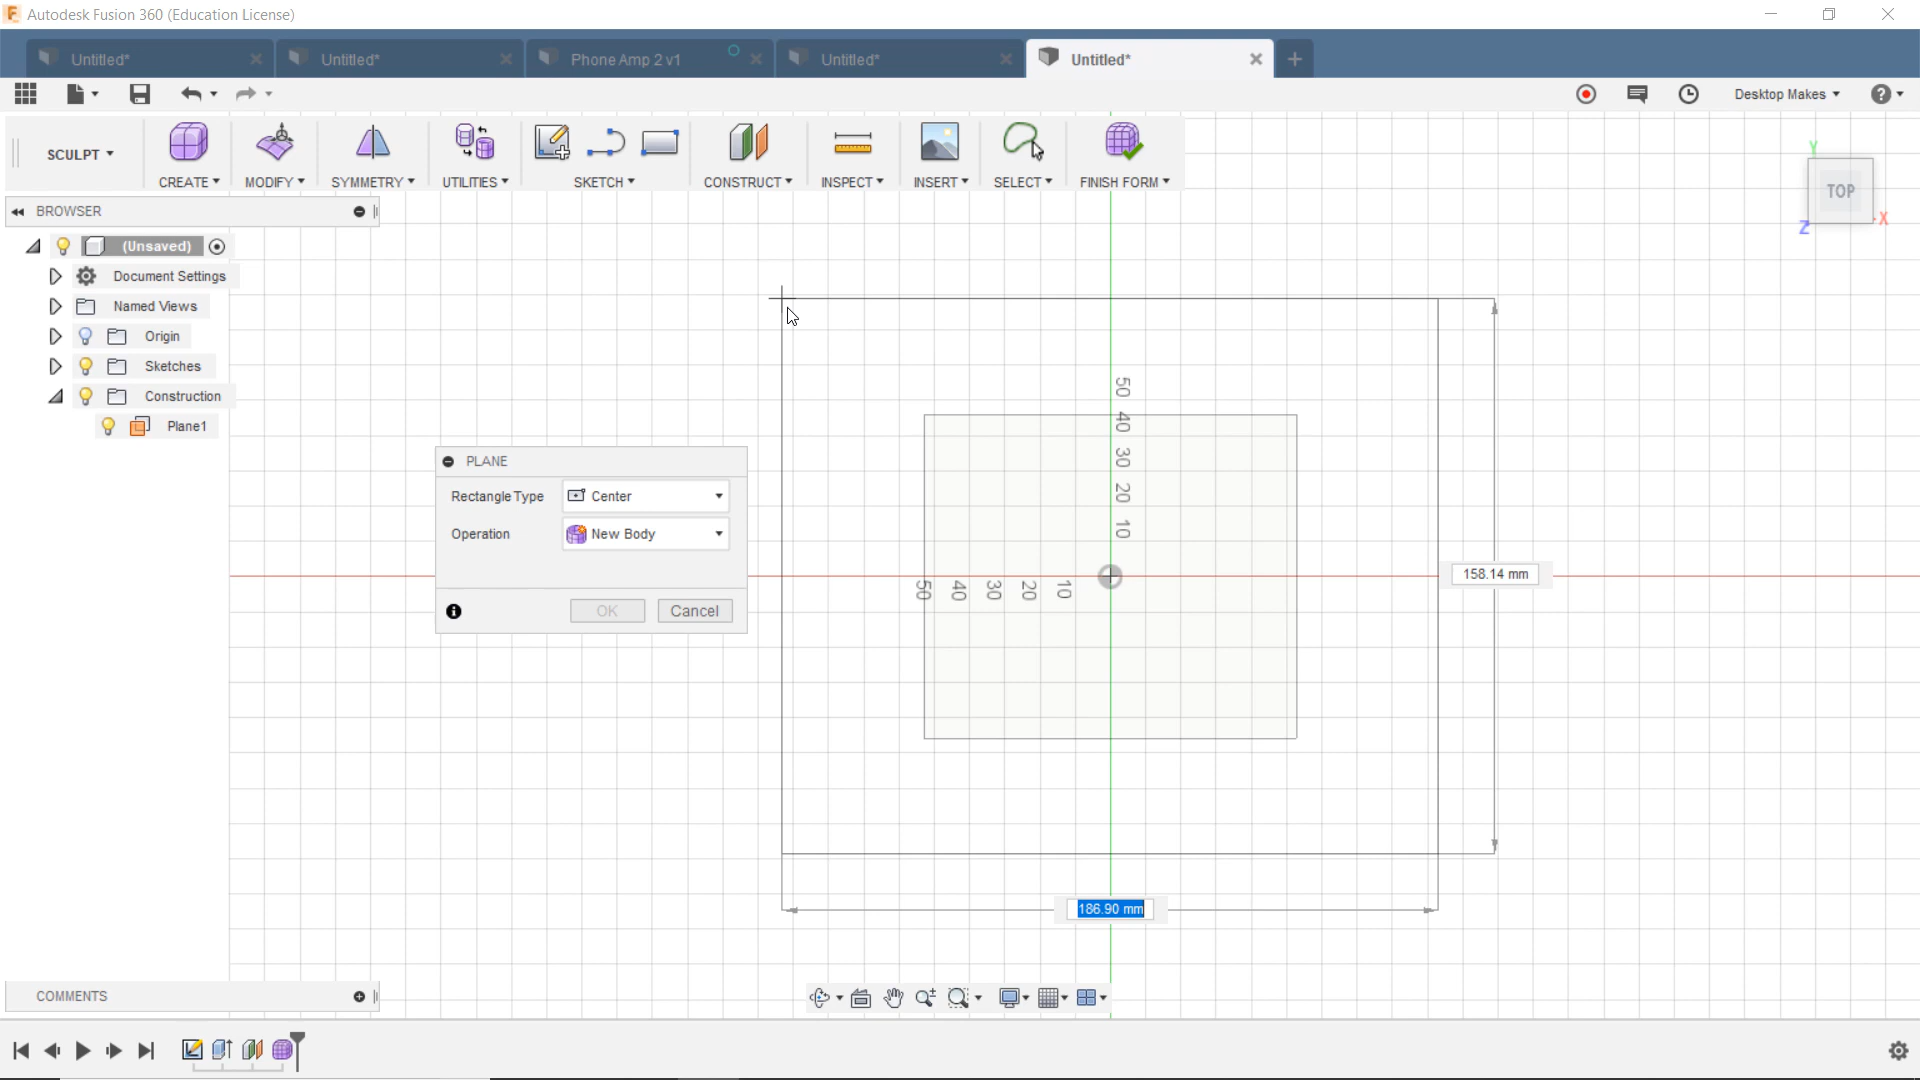 Autodesk Fusion 360 (Education License)
Untitled*
Untitled*
Phone Amp 2 v1
Untitled*
Untitled*
Desktop Makes
SCULPT
CREATE
MODIFY
SYMMETRY
UTILITIES
SKETCH
CONSTRUCT
INSPECT
INSERT
SELECT
FINISH FORM
Y
TOP
X
Z
BROWSER
(Unsaved)
Document Settings
Named Views
Origin
Sketches
Construction
Plane1
PLANE
Rectangle Type
Center
Operation
New Body
OK
Cancel
50
40
30
20
10
50
40
30
20
10
158.14 mm
186.90 mm
COMMENTS